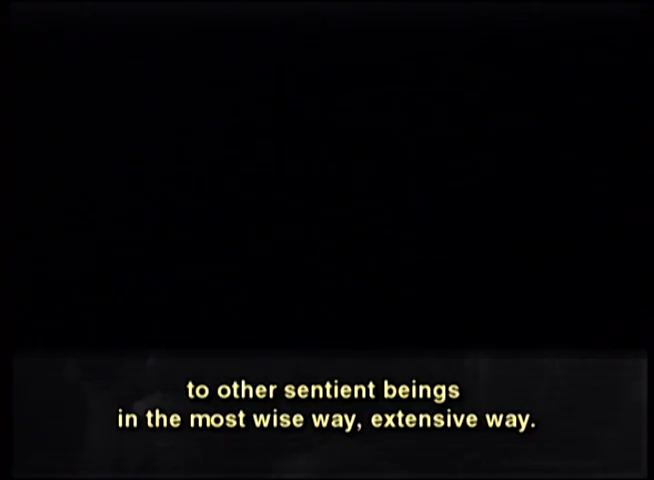 to other sentient beings
in the most wise way, extensive way.